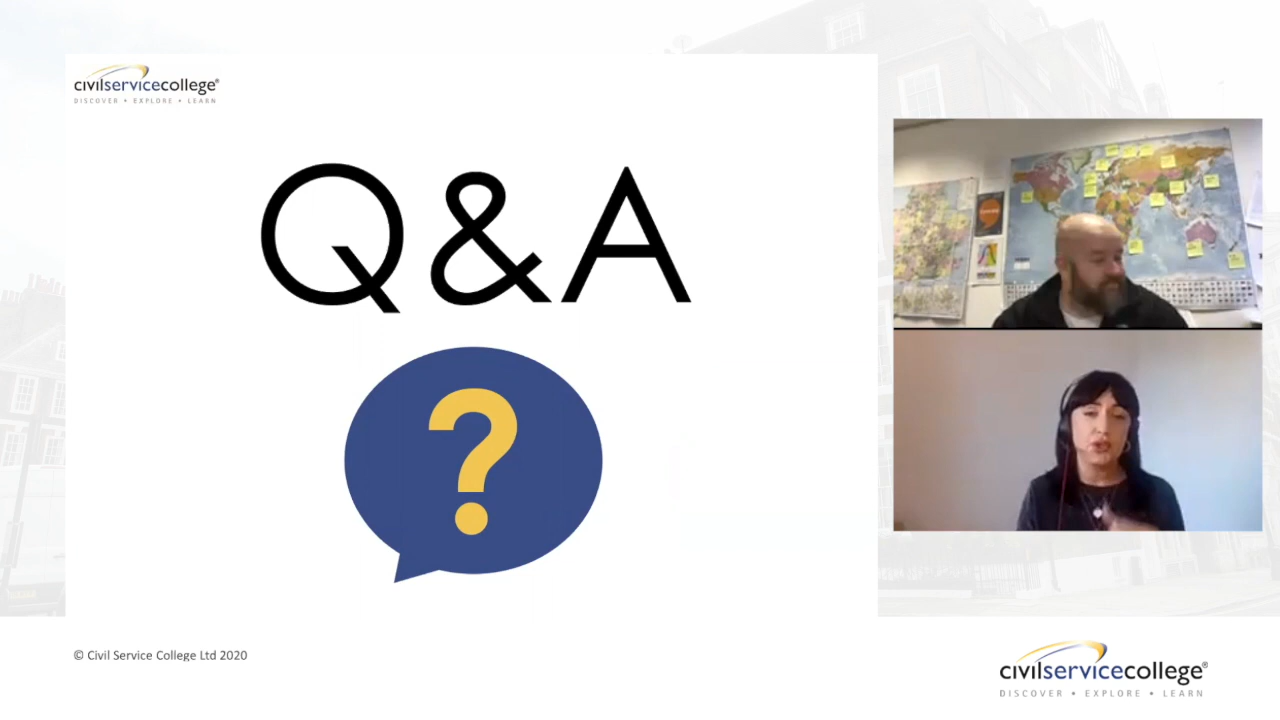 civilservicecollege®
DISCOVER • EXPLORE • LEARN
Q&A
?
© Civil Service College Ltd 2020
civilservicecollege®
DISCOVER • EXPLORE • LEARN